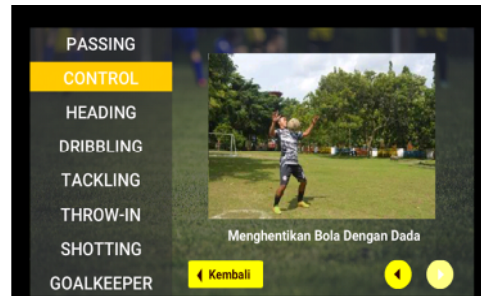 PASSING
CONTROL
HEADING
DRIBBLING
TACKLING
THROW-IN
SHOTTING
GOALKEEPER
Menghentikan Bola Dengan Dada
Kembali